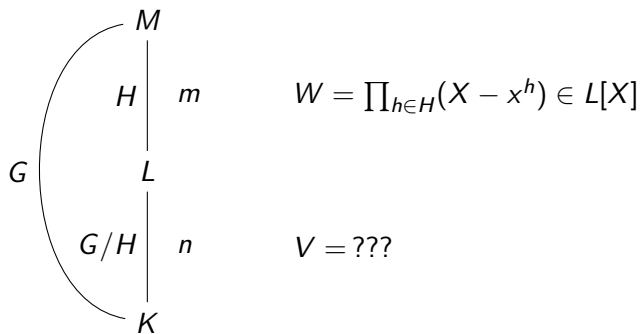 M
H m W = ∏_{h∈H}(X − x^h) ∈ L[X]
G L
G/H n V = ???
K